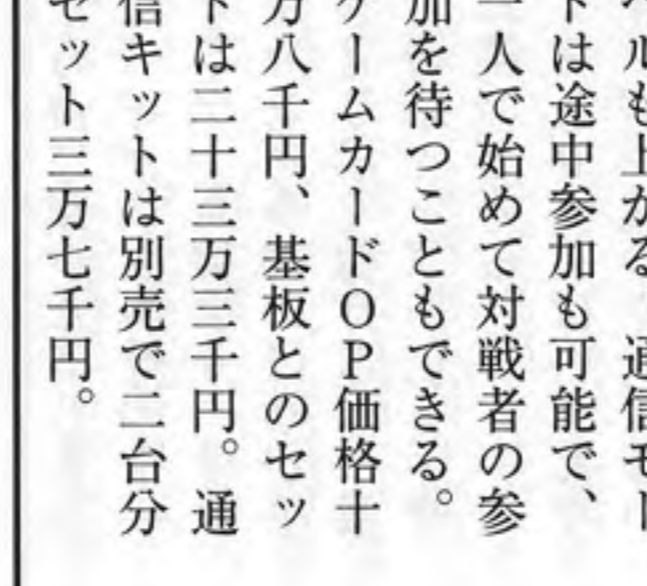 ベルも上がる。通信モー
ドは途中参加も可能で、
一人で始めて対戦者の参
加を待つこともできる。
ゲームカードOP価格十
万八千円、基板とのセッ
トは二十三万三千円。通
信キットは別売で二台分
セット三万七千円。